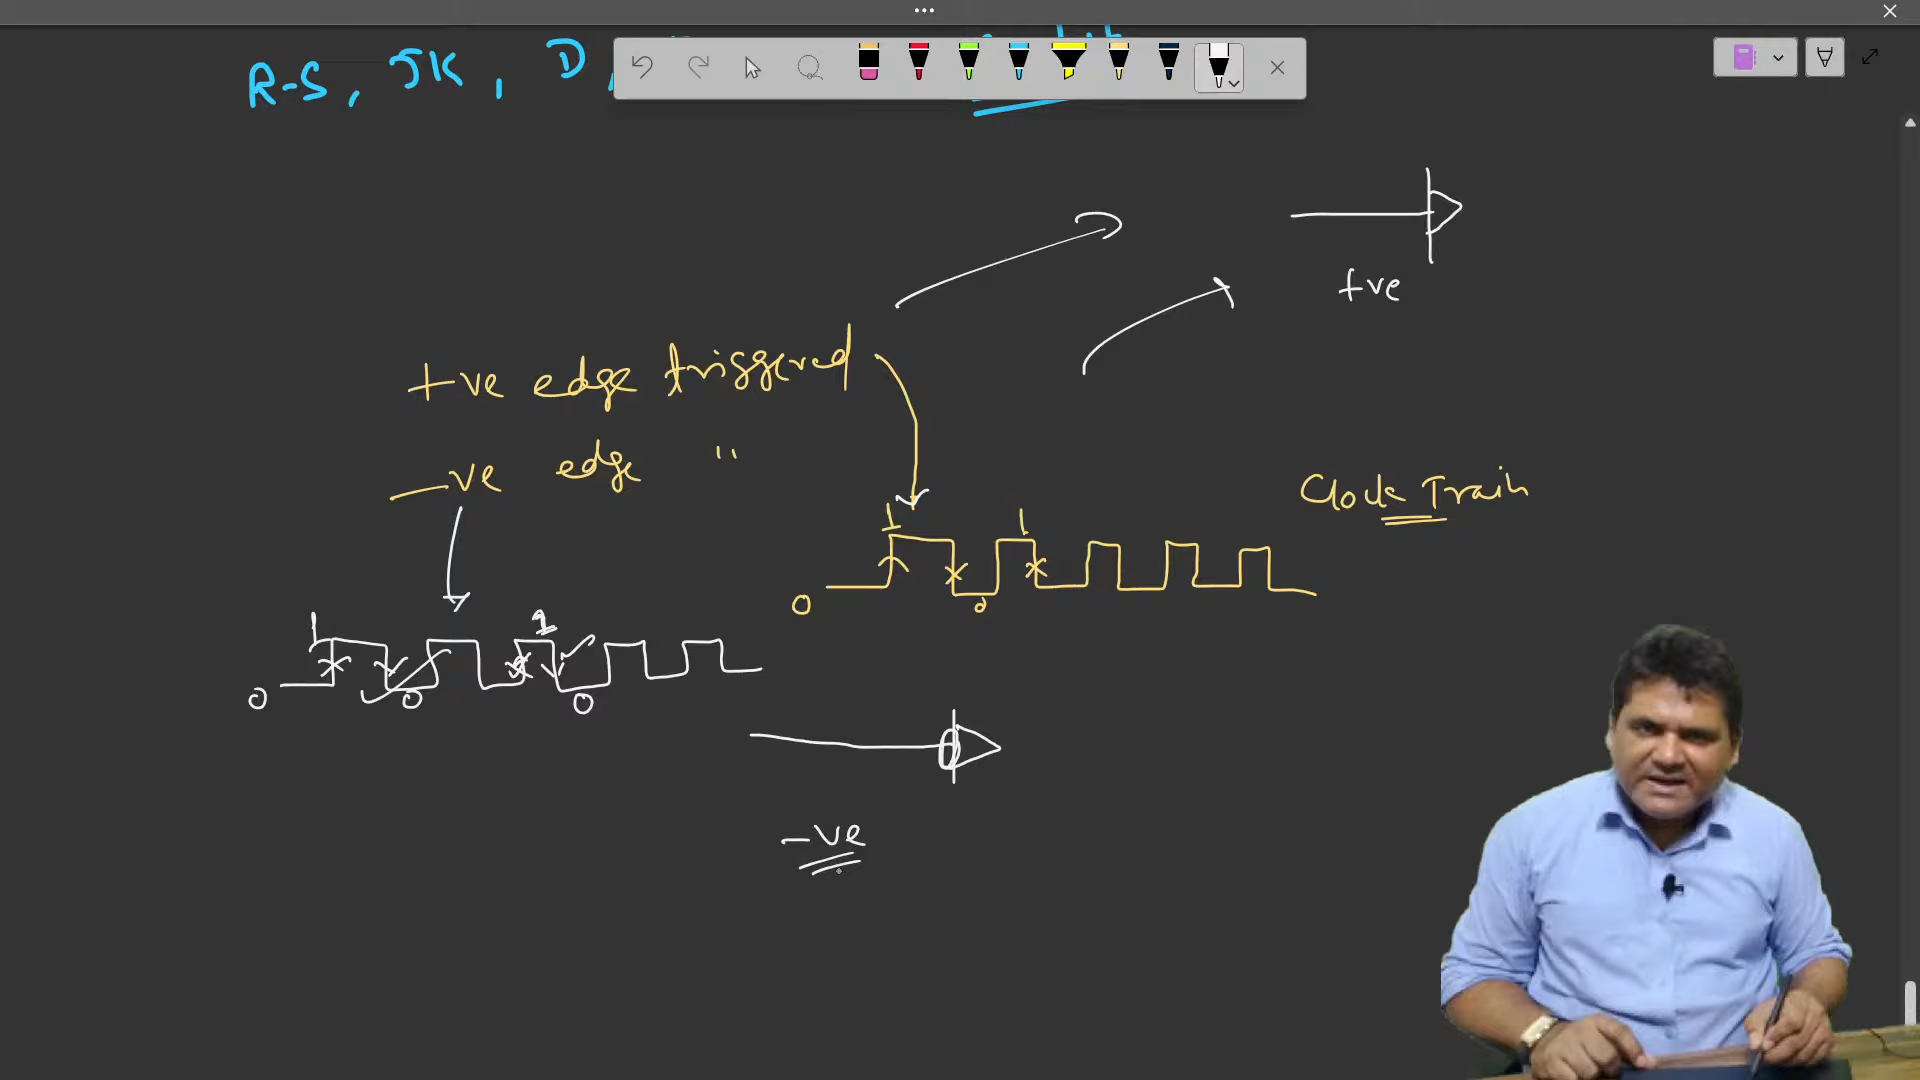 R-S, JK, D,
+ve
+ve edge triggered
-ve edge "
Clock Train
1 1
0 0
1 1
0 0 0
-ve